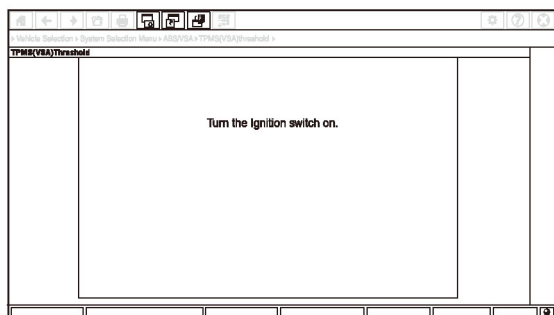 ▸ Vehicle Selection ▸ System Selection Menu ▸ ABS/VSA ▸ TPMS(VSA)threshold ▸
TPMS(VSA)Threshold
Turn the Ignition switch on.